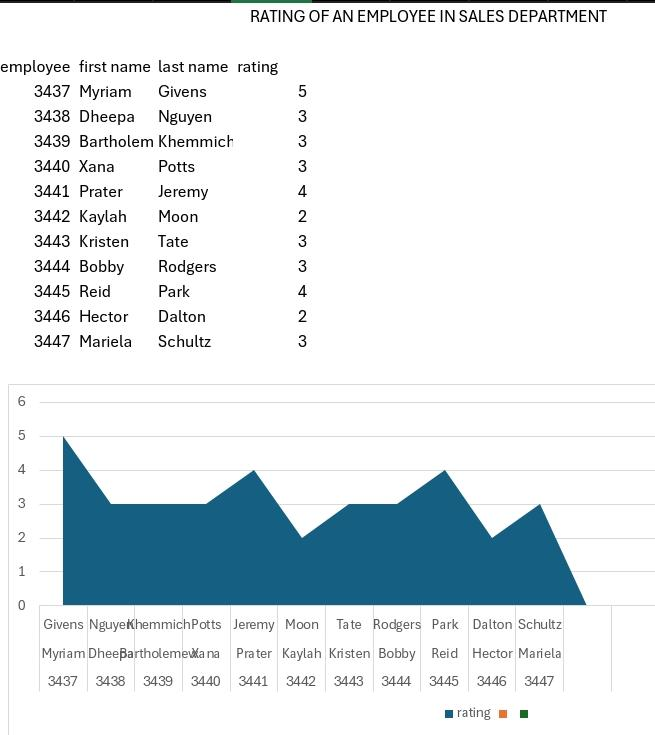 RATING OF AN EMPLOYEE IN SALES DEPARTMENT
employee first name last name rating
3437 Myriam Givens 5
3438 Dheepa Nguyen 3
3439 Bartholem Khemmich 3
3440 Xana Potts 3
3441 Prater Jeremy 4
3442 Kaylah Moon 2
3443 Kristen Tate 3
3444 Bobby Rodgers 3
3445 Reid Park 4
3446 Hector Dalton 2
3447 Mariela Schultz 3
6
5
4
3
2
1
0
Givens Nguyen Khemmich Potts Jeremy Moon Tate Rodgers Park Dalton Schultz
Myriam Dheepa Bartholemew Xana Prater Kaylah Kristen Bobby Reid Hector Mariela
3437 3438 3439 3440 3441 3442 3443 3444 3445 3446 3447
rating